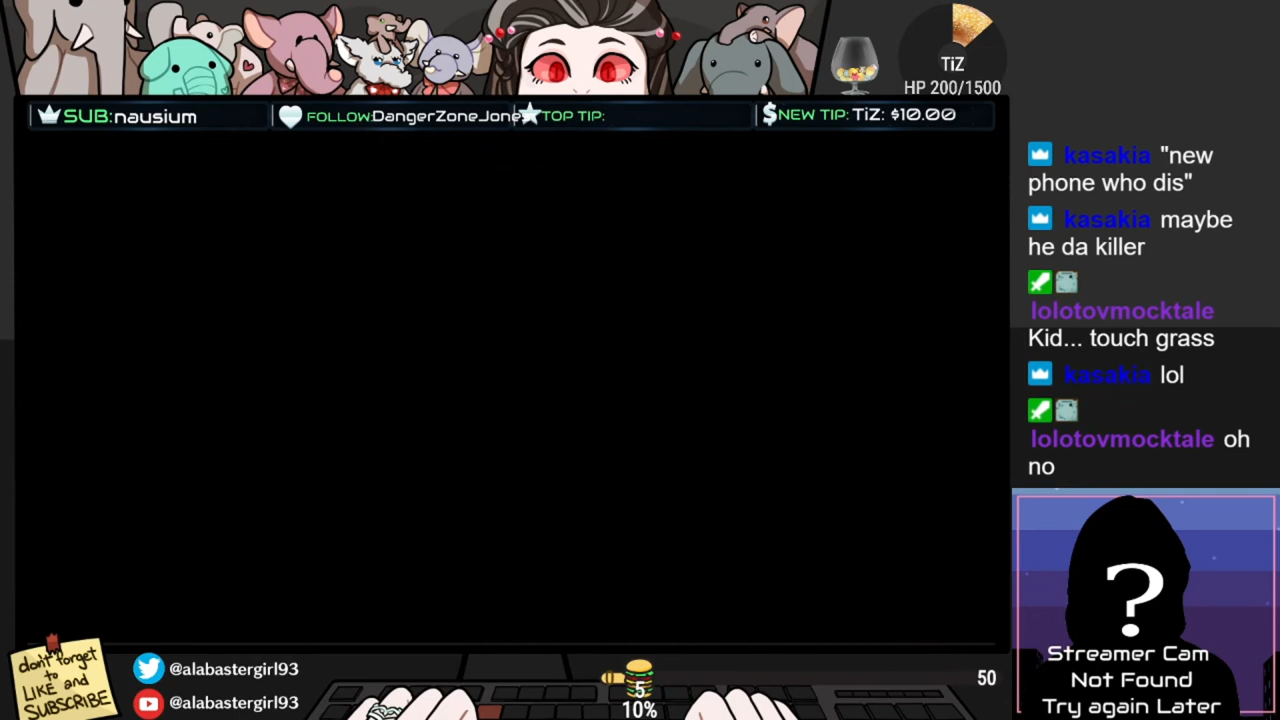 TiZ
HP 200/1500
SUB:nausium
FOLLOW:DangerZoneJones
TOP TIP:
NEW TIP: TiZ: $10.00
kasakia "new
phone who dis"
kasakia maybe
he da killer
lolotovmocktale
Kid... touch grass
kasakia lol
lolotovmocktale oh
no
?
Streamer Cam
Not Found
Try again Later
don't forget
to
LIKE and
SUBSCRIBE
@alabastergirl93
@alabastergirl93
5
10%
50